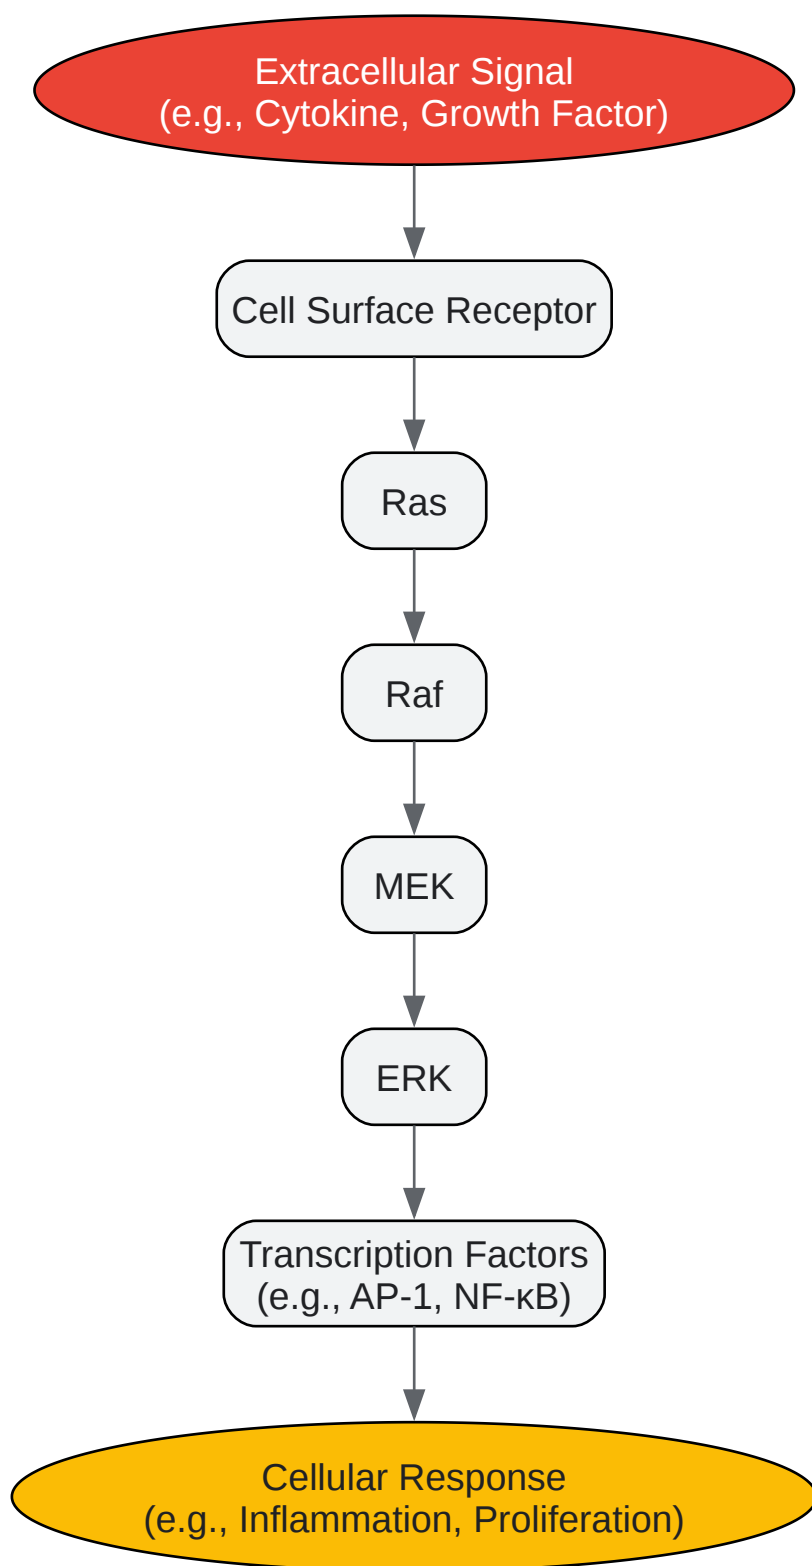 Extracellular Signal
(e.g., Cytokine, Growth Factor)
Cell Surface Receptor
Ras
Raf
MEK
ERK
Transcription Factors
(e.g., AP-1, NF-κB)
Cellular Response
(e.g., Inflammation, Proliferation)